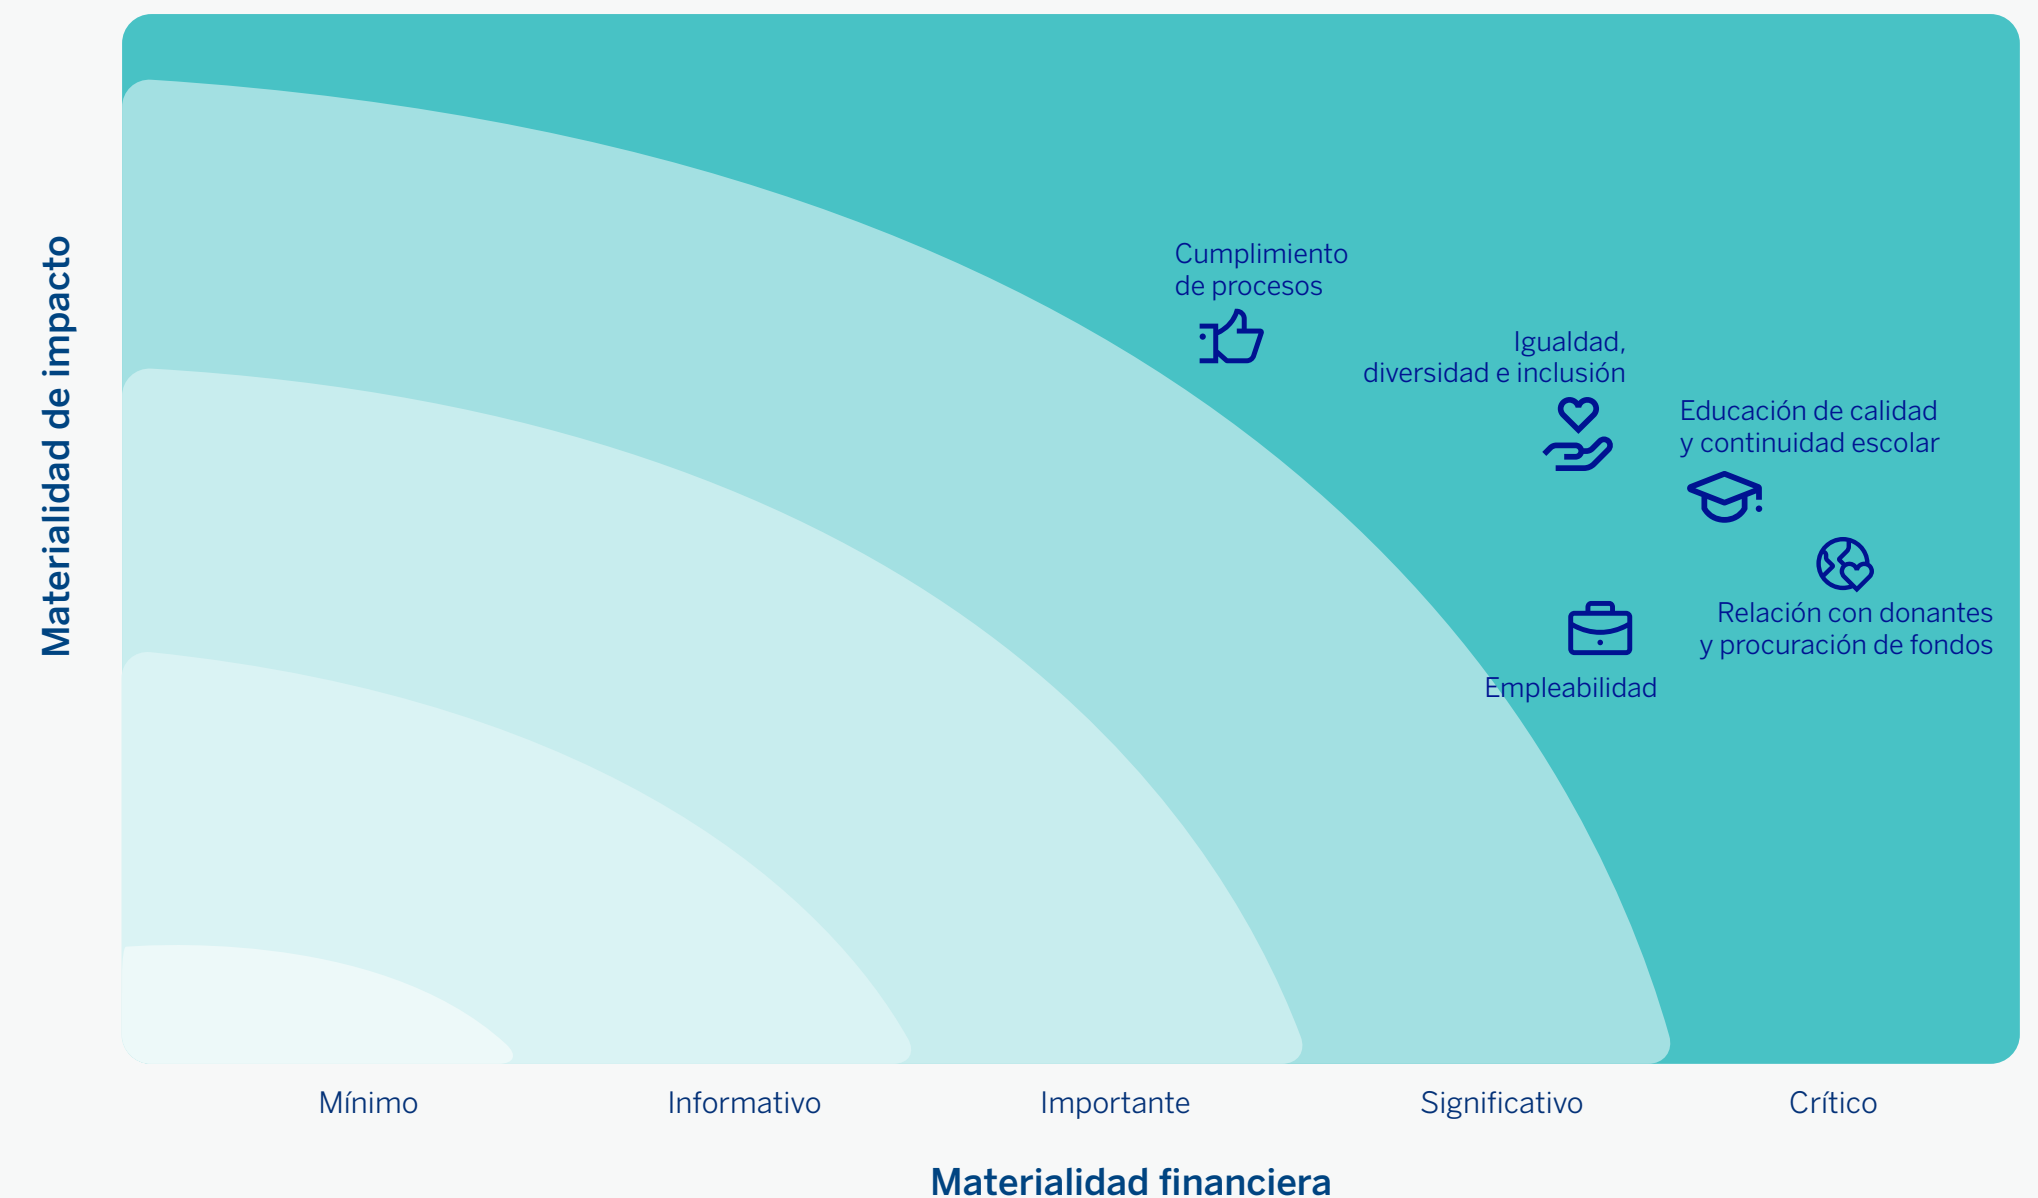 Materialidad de impacto
Cumplimiento
de procesos
Igualdad,
diversidad e inclusión
Educación de calidad
y continuidad escolar
Relación con donantes
y procuración de fondos
Empleabilidad
Mínimo
Informativo
Importante
Significativo
Crítico
Materialidad financiera